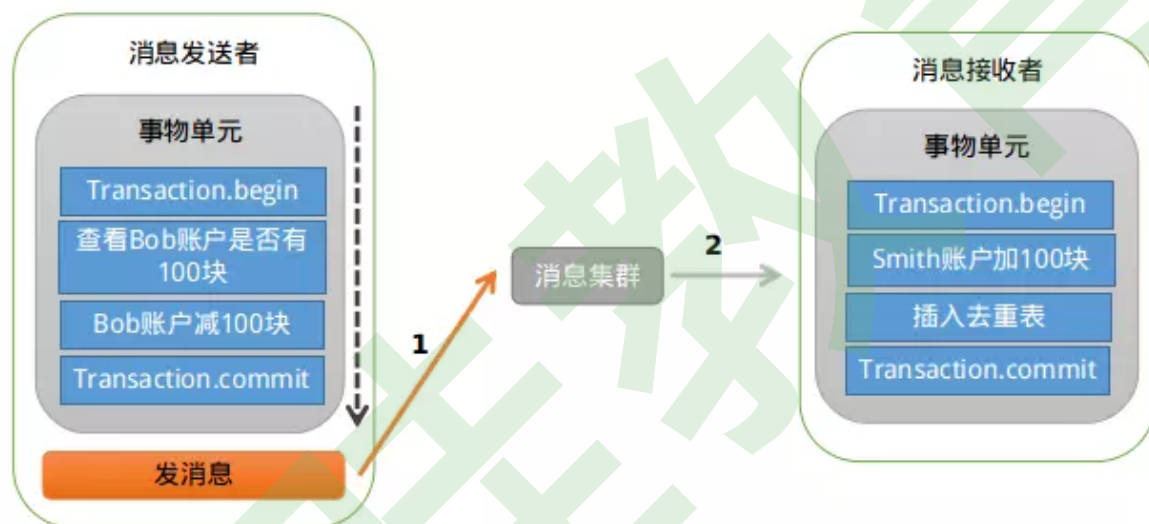 消息发送者
事物单元
Transaction.begin
查看Bob账户是否有
100块
Bob账户减100块
Transaction.commit
发消息
1
消息集群
2
消息接收者
事物单元
Transaction.begin
Smith账户加100块
插入去重表
Transaction.commit